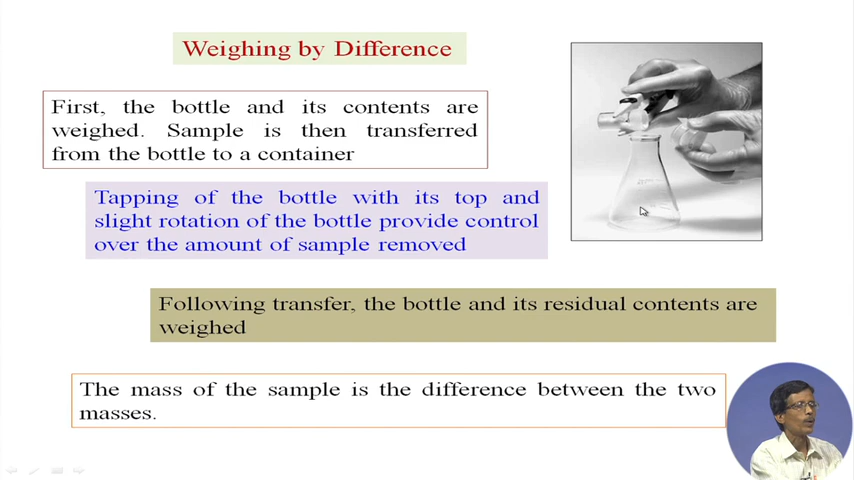 Weighing by Difference
First, the bottle and its contents are
weighed. Sample is then transferred
from the bottle to a container
Tapping of the bottle with its top and
slight rotation of the bottle provide control
over the amount of sample removed
Following transfer, the bottle and its residual contents are
weighed
The mass of the sample is the difference between the two
masses.